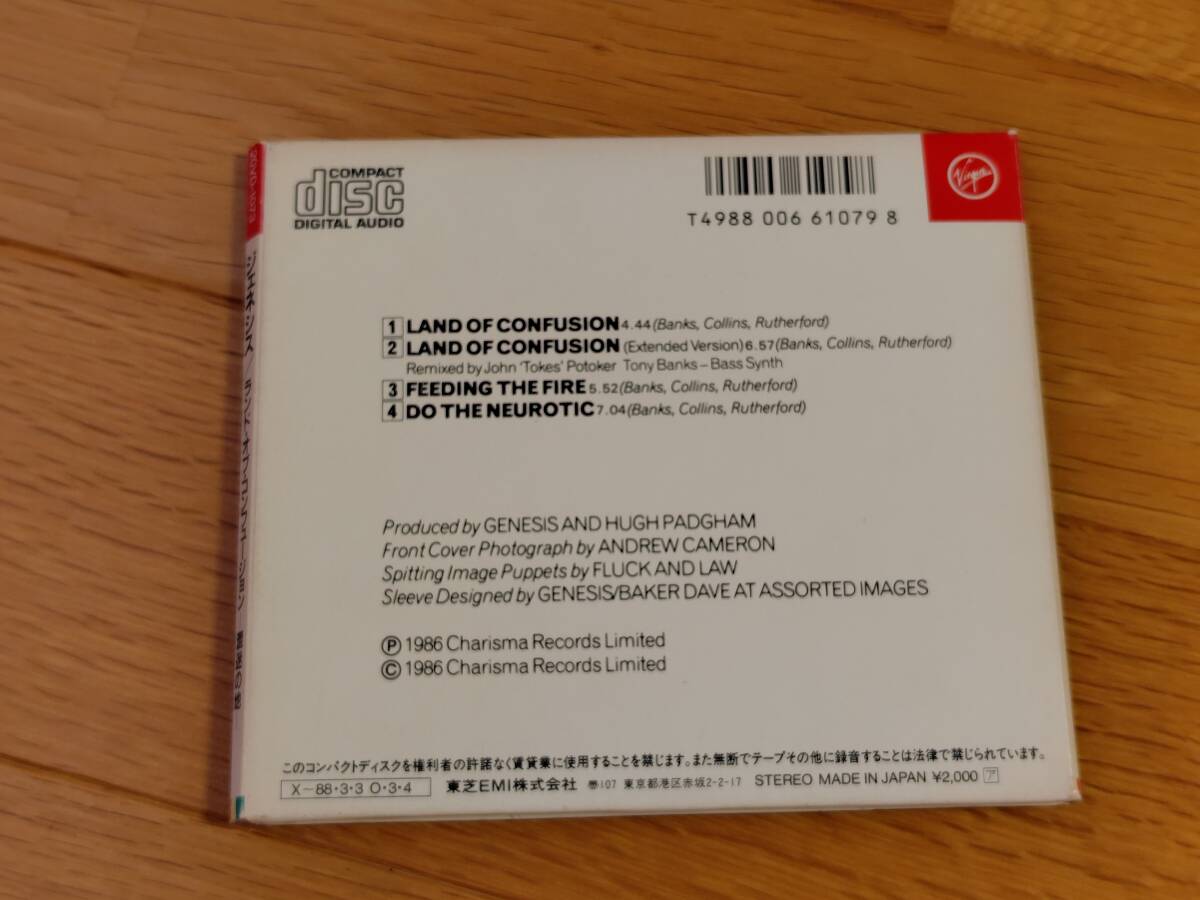 COMPACT
disc
DIGITAL AUDIO
T4988 006 61079 8
Virgin
1 LAND OF CONFUSION 4.44 (Banks, Collins, Rutherford)
2 LAND OF CONFUSION (Extended Version) 6.57 (Banks, Collins, Rutherford)
Remixed by John 'Tokes' Potoker Tony Banks – Bass Synth
3 FEEDING THE FIRE 5.52 (Banks, Collins, Rutherford)
4 DO THE NEUROTIC 7.04 (Banks, Collins, Rutherford)
Produced by GENESIS AND HUGH PADGHAM
Front Cover Photograph by ANDREW CAMERON
Spitting Image Puppets by FLUCK AND LAW
Sleeve Designed by GENESIS/BAKER DAVE AT ASSORTED IMAGES
Ⓟ 1986 Charisma Records Limited
© 1986 Charisma Records Limited
このコンパクトディスクを権利者の許諾なく賃貸業に使用することを禁じます。また無断でテープその他に録音することは法律で禁じられています。
X–88・3・3 O・3・4 東芝EMI株式会社 〠107 東京都港区赤坂2-2-17 STEREO MADE IN JAPAN ¥2,000 ア
ジェネシス/